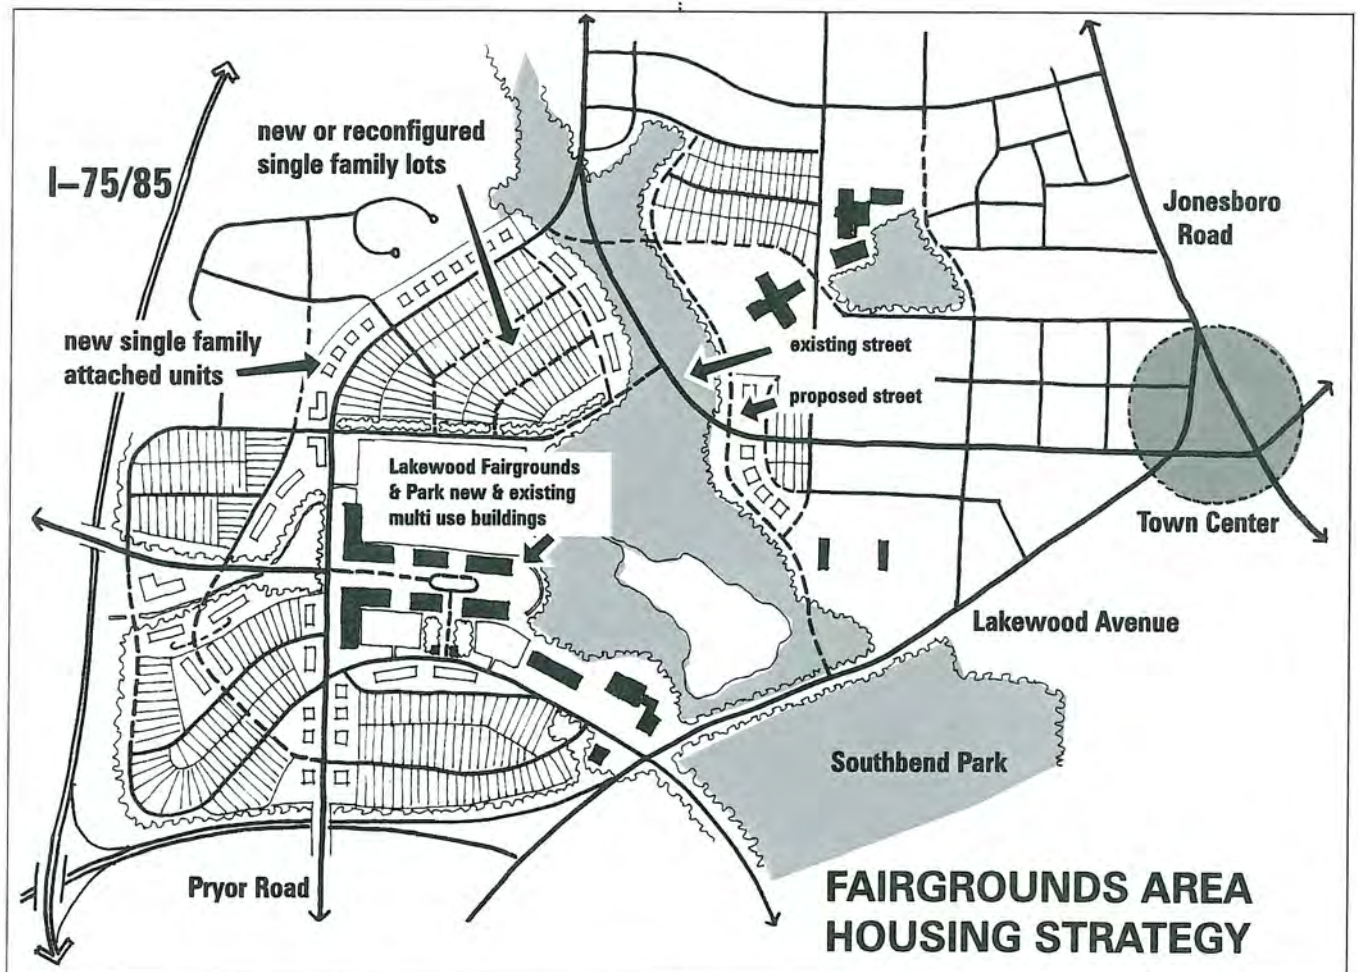 new or reconfigured
single family lots
I–75/85
Jonesboro
Road
new single family
attached units
existing street
proposed street
Lakewood Fairgrounds
& Park new & existing
multi use buildings
Town Center
Lakewood Avenue
Southbend Park
Pryor Road
FAIRGROUNDS AREA
HOUSING STRATEGY